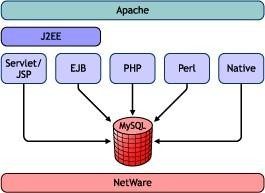 Apache
J2EE
Servlet/
JSP
EJB
PHP
Perl
Native
MySQL
NetWare